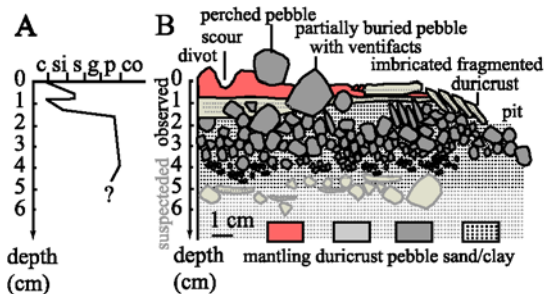 A
c si s g p co
0
1
2
3
4
5
6
?
depth
(cm)
B
perched pebble
scour
divot
partially buried pebble
with ventifacts
imbricated fragmented
duricrust
pit
0
1
2
3
4
5
6
observed
suspecteded
1 cm
depth
(cm)
mantling duricrust pebble sand/clay